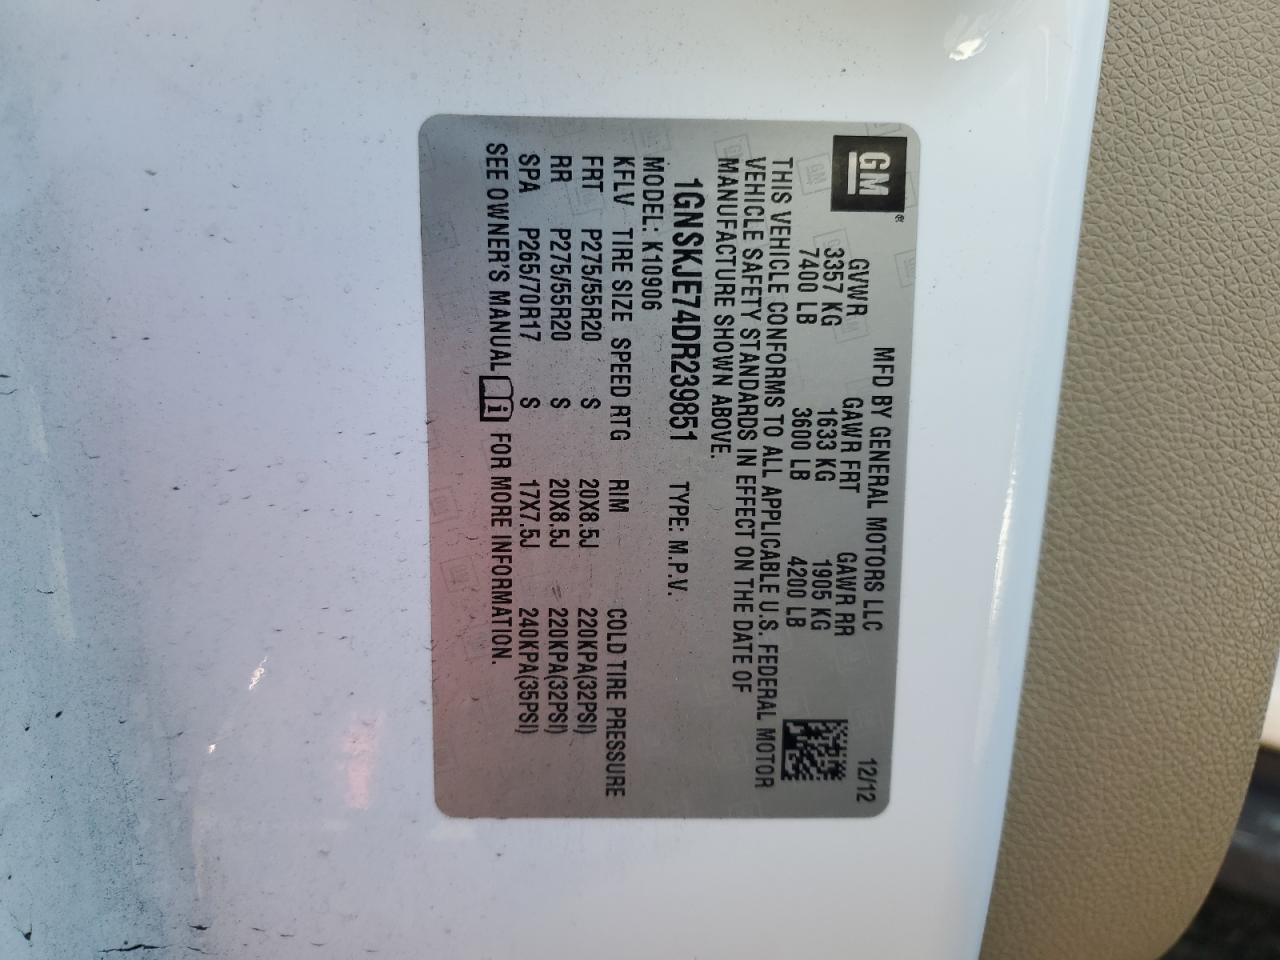 GM®
MFD BY GENERAL MOTORS LLC 12/12
GVWR GAWR FRT GAWR RR
3357 KG 1633 KG 1905 KG
7400 LB 3600 LB 4200 LB
THIS VEHICLE CONFORMS TO ALL APPLICABLE U.S. FEDERAL MOTOR
VEHICLE SAFETY STANDARDS IN EFFECT ON THE DATE OF
MANUFACTURE SHOWN ABOVE.
1GNSKJE74DR239851 TYPE: M.P.V.
MODEL: K10906
KFLV TIRE SIZE SPEED RTG RIM COLD TIRE PRESSURE
FRT P275/55R20 S 20X8.5J 220KPA(32PSI)
RR P275/55R20 S 20X8.5J 220KPA(32PSI)
SPA P265/70R17 S 17X7.5J 240KPA(35PSI)
SEE OWNER'S MANUAL i FOR MORE INFORMATION.